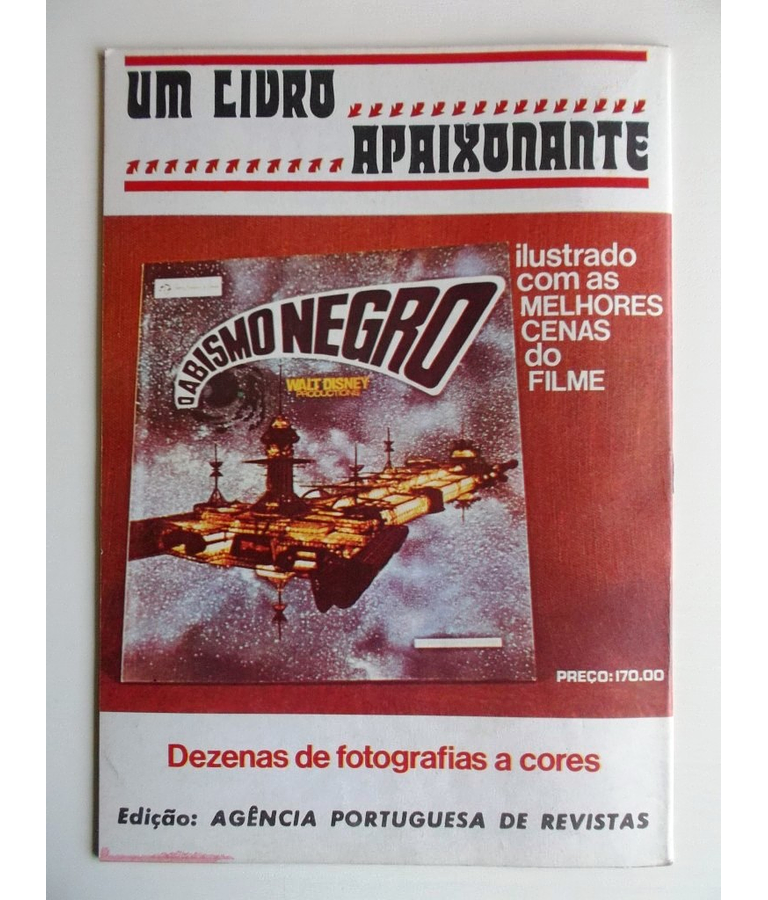 UM LIVRO
APAIXONANTE
ilustrado
com as
MELHORES
CENAS
do
FILME
O ABISMO NEGRO
WALT DISNEY
PRODUCTIONS
PREÇO: 170.00
Dezenas de fotografias a cores
Edição: AGÊNCIA PORTUGUESA DE REVISTAS